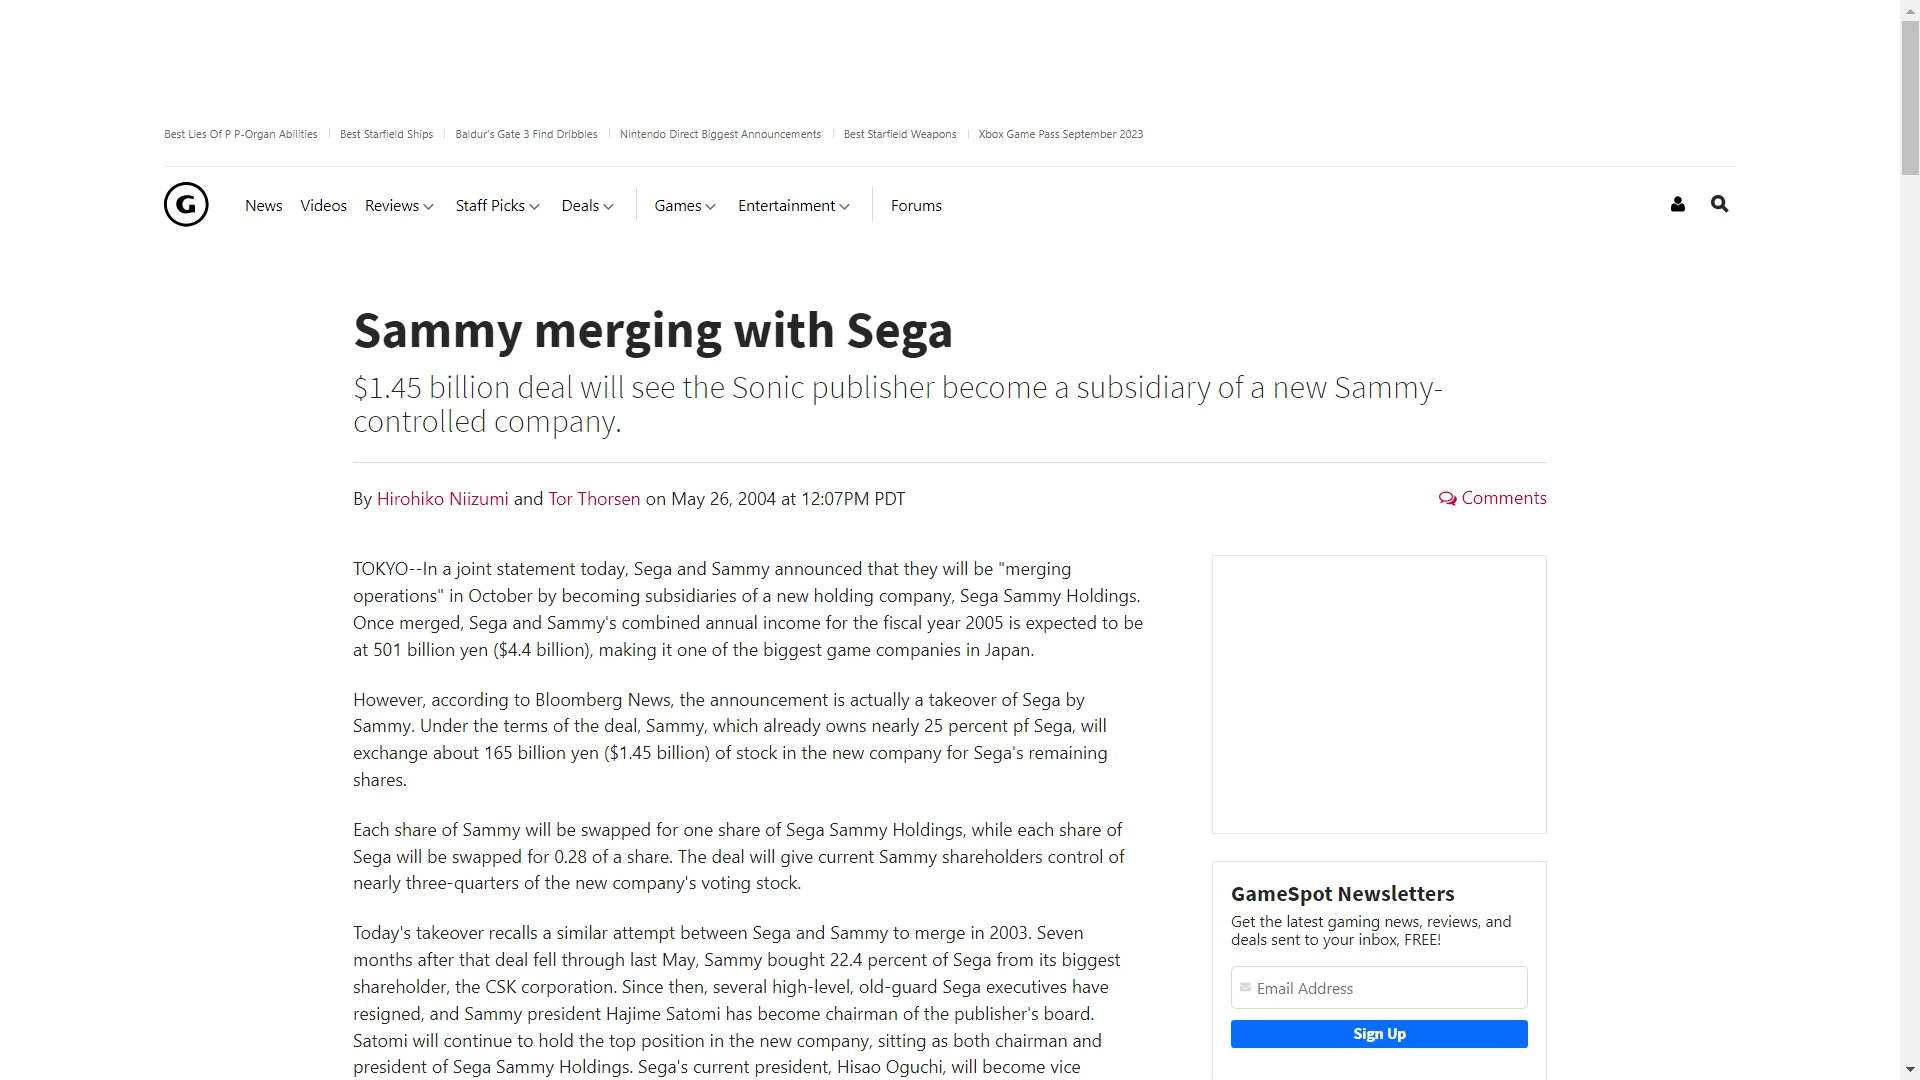 Best Lies Of P P-Organ Abilities
Best Starfield Ships
Baldur's Gate 3 Find Dribbles
Nintendo Direct Biggest Announcements
Best Starfield Weapons
Xbox Game Pass September 2023
G
News
Videos
Reviews
Staff Picks
Deals
Games
Entertainment
Forums
Sammy merging with Sega
$1.45 billion deal will see the Sonic publisher become a subsidiary of a new Sammy-
controlled company.
By Hirohiko Niizumi and Tor Thorsen on May 26, 2004 at 12:07PM PDT
Comments
TOKYO--In a joint statement today, Sega and Sammy announced that they will be "merging
operations" in October by becoming subsidiaries of a new holding company, Sega Sammy Holdings.
Once merged, Sega and Sammy's combined annual income for the fiscal year 2005 is expected to be
at 501 billion yen ($4.4 billion), making it one of the biggest game companies in Japan.
However, according to Bloomberg News, the announcement is actually a takeover of Sega by
Sammy. Under the terms of the deal, Sammy, which already owns nearly 25 percent pf Sega, will
exchange about 165 billion yen ($1.45 billion) of stock in the new company for Sega's remaining
shares.
Each share of Sammy will be swapped for one share of Sega Sammy Holdings, while each share of
Sega will be swapped for 0.28 of a share. The deal will give current Sammy shareholders control of
nearly three-quarters of the new company's voting stock.
Today's takeover recalls a similar attempt between Sega and Sammy to merge in 2003. Seven
months after that deal fell through last May, Sammy bought 22.4 percent of Sega from its biggest
shareholder, the CSK corporation. Since then, several high-level, old-guard Sega executives have
resigned, and Sammy president Hajime Satomi has become chairman of the publisher's board.
Satomi will continue to hold the top position in the new company, sitting as both chairman and
president of Sega Sammy Holdings. Sega's current president, Hisao Oguchi, will become vice
GameSpot Newsletters
Get the latest gaming news, reviews, and
deals sent to your inbox, FREE!
Email Address
Sign Up